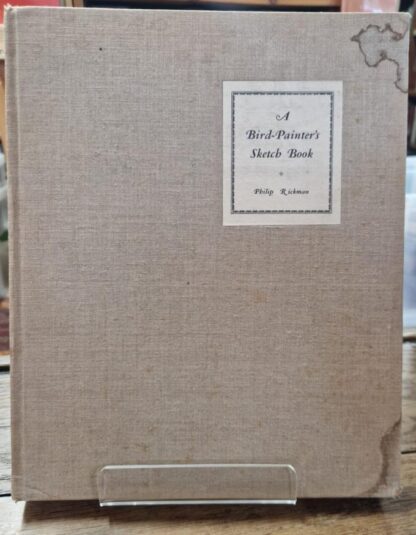 A
Bird-Painter's
Sketch Book
Philip Rickman